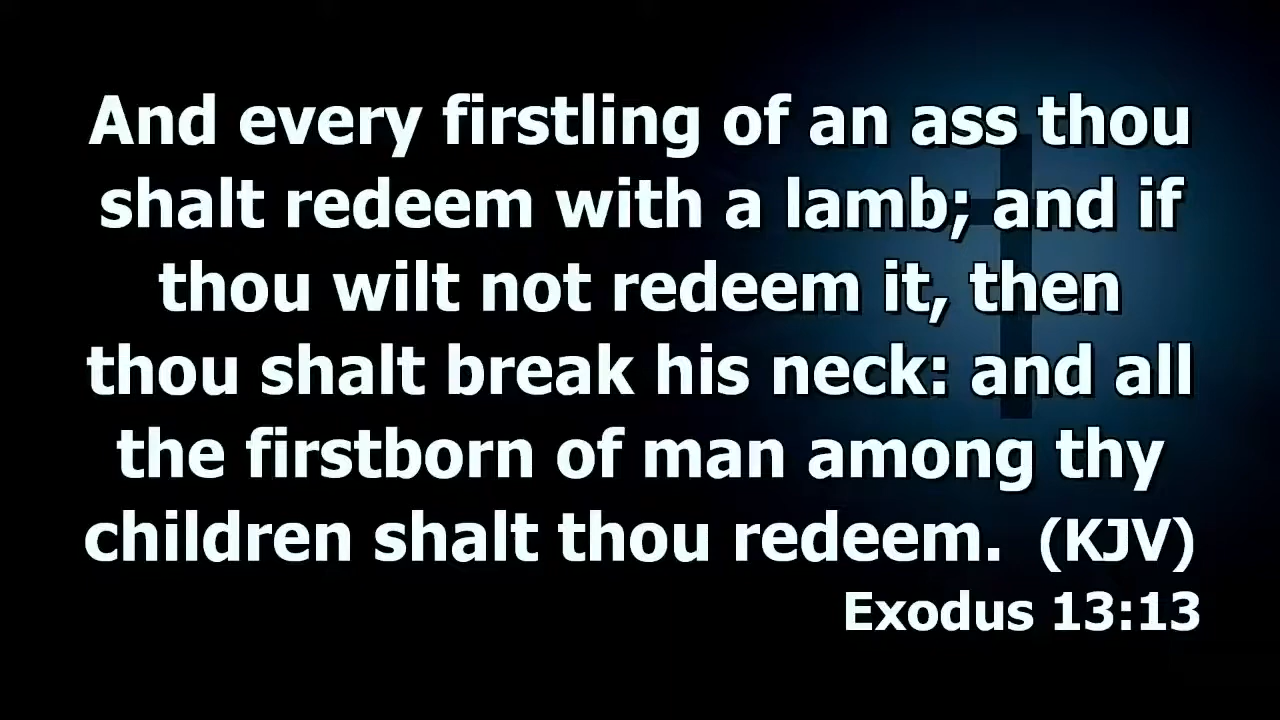 And every firstling of an ass thou
shalt redeem with a lamb; and if
thou wilt not redeem it, then
thou shalt break his neck: and all
the firstborn of man among thy
children shalt thou redeem. (KJV)
Exodus 13:13